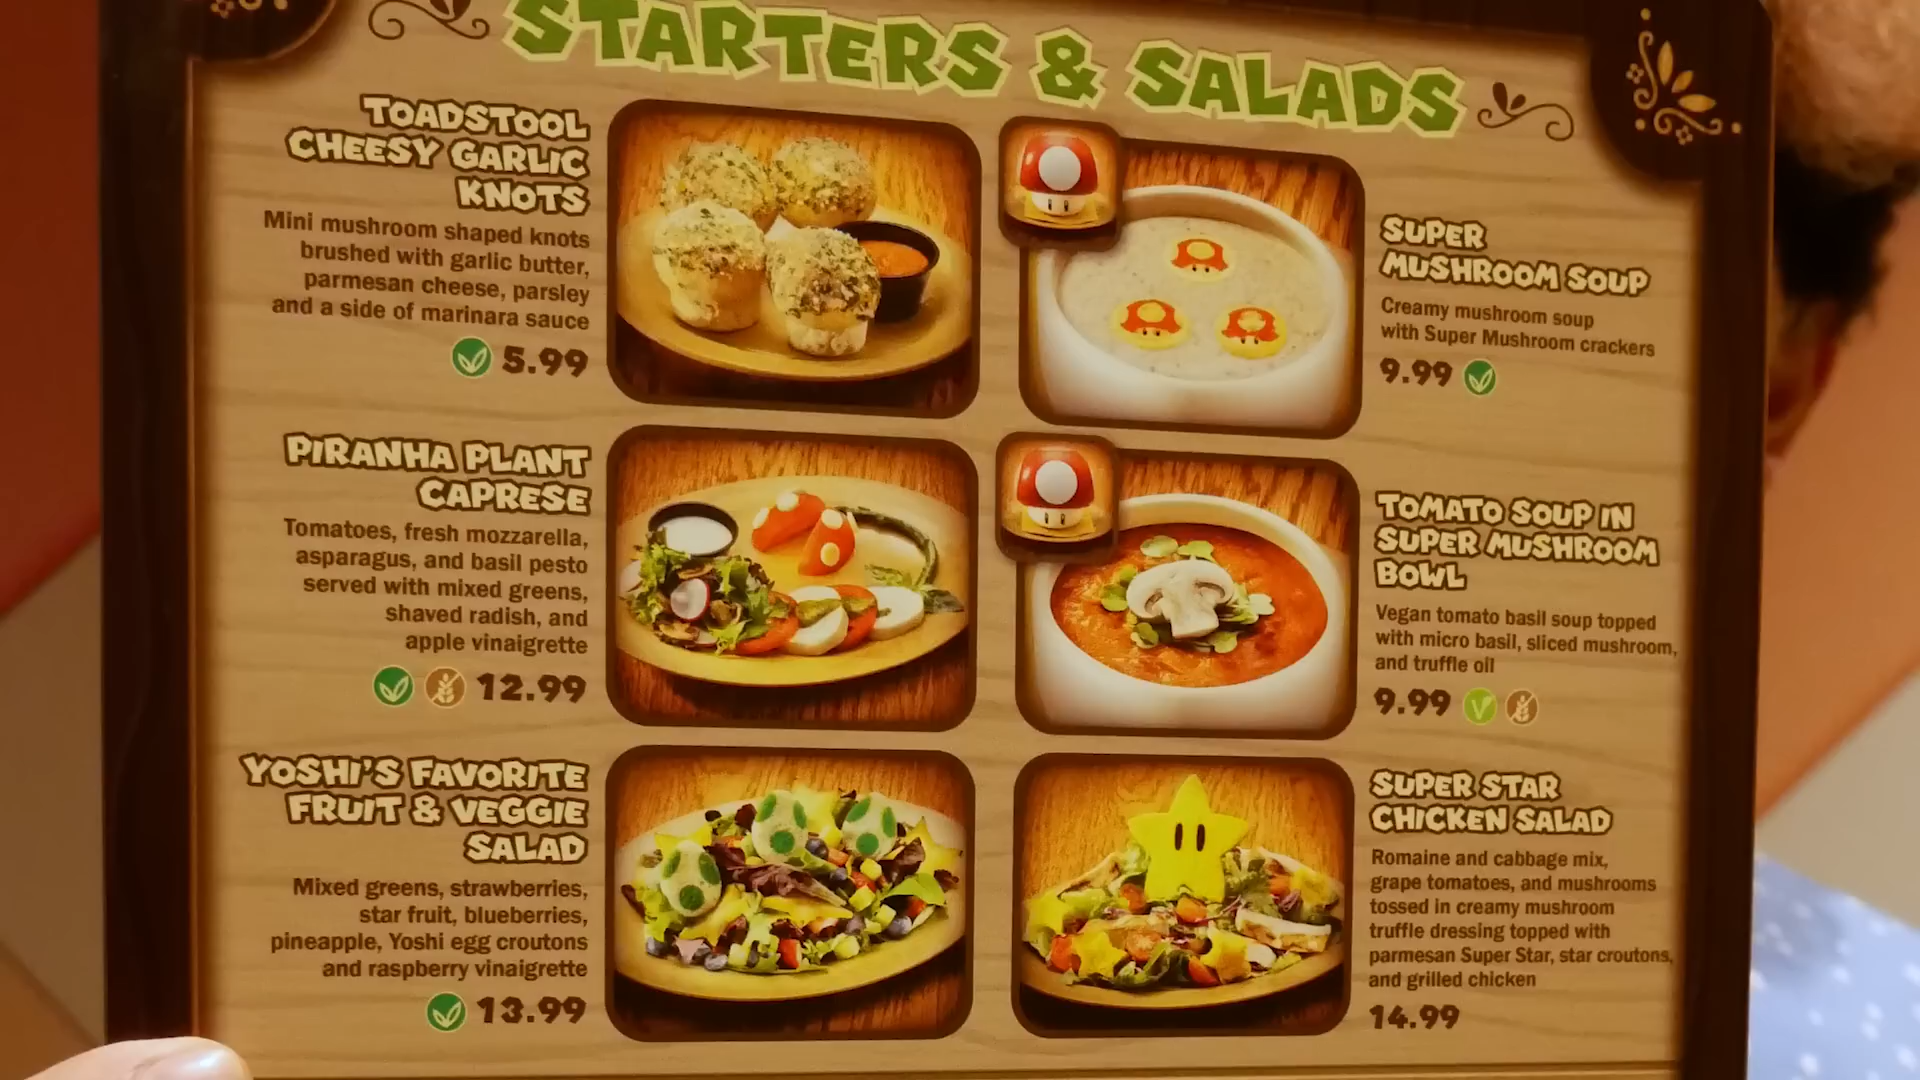 STARTERS & SALADS
TOADSTOOL
CHEESY GARLIC
KNOTS
Mini mushroom shaped knots
brushed with garlic butter,
parmesan cheese, parsley
and a side of marinara sauce
5.99
SUPER
MUSHROOM SOUP
Creamy mushroom soup
with Super Mushroom crackers
9.99
PIRANHA PLANT
CAPRESE
Tomatoes, fresh mozzarella,
asparagus, and basil pesto
served with mixed greens,
shaved radish, and
apple vinaigrette
12.99
TOMATO SOUP IN
SUPER MUSHROOM
BOWL
Vegan tomato basil soup topped
with micro basil, sliced mushroom,
and truffle oil
9.99 V
YOSHI'S FAVORITE
FRUIT & VEGGIE
SALAD
Mixed greens, strawberries,
star fruit, blueberries,
pineapple, Yoshi egg croutons
and raspberry vinaigrette
13.99
SUPER STAR
CHICKEN SALAD
Romaine and cabbage mix,
grape tomatoes, and mushrooms
tossed in creamy mushroom
truffle dressing topped with
parmesan Super Star, star croutons,
and grilled chicken
14.99